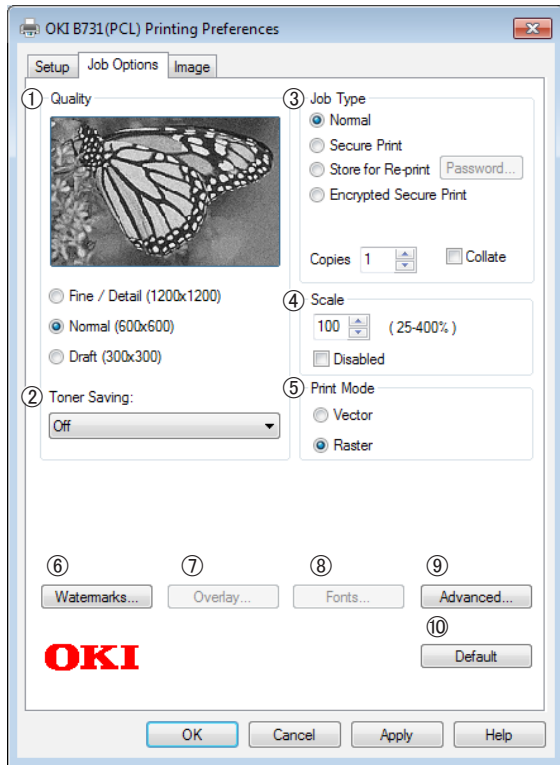 OKI B731(PCL) Printing Preferences
Setup Job Options Image
① Quality
Fine / Detail (1200x1200)
Normal (600x600)
Draft (300x300)
② Toner Saving:
Off
③ Job Type
Normal
Secure Print
Store for Re-print Password...
Encrypted Secure Print
Copies 1 Collate
④ Scale
100 ( 25-400% )
Disabled
⑤ Print Mode
Vector
Raster
⑥ ⑦ ⑧ ⑨
Watermarks... Overlay... Fonts... Advanced...
⑩
OKI Default
OK Cancel Apply Help